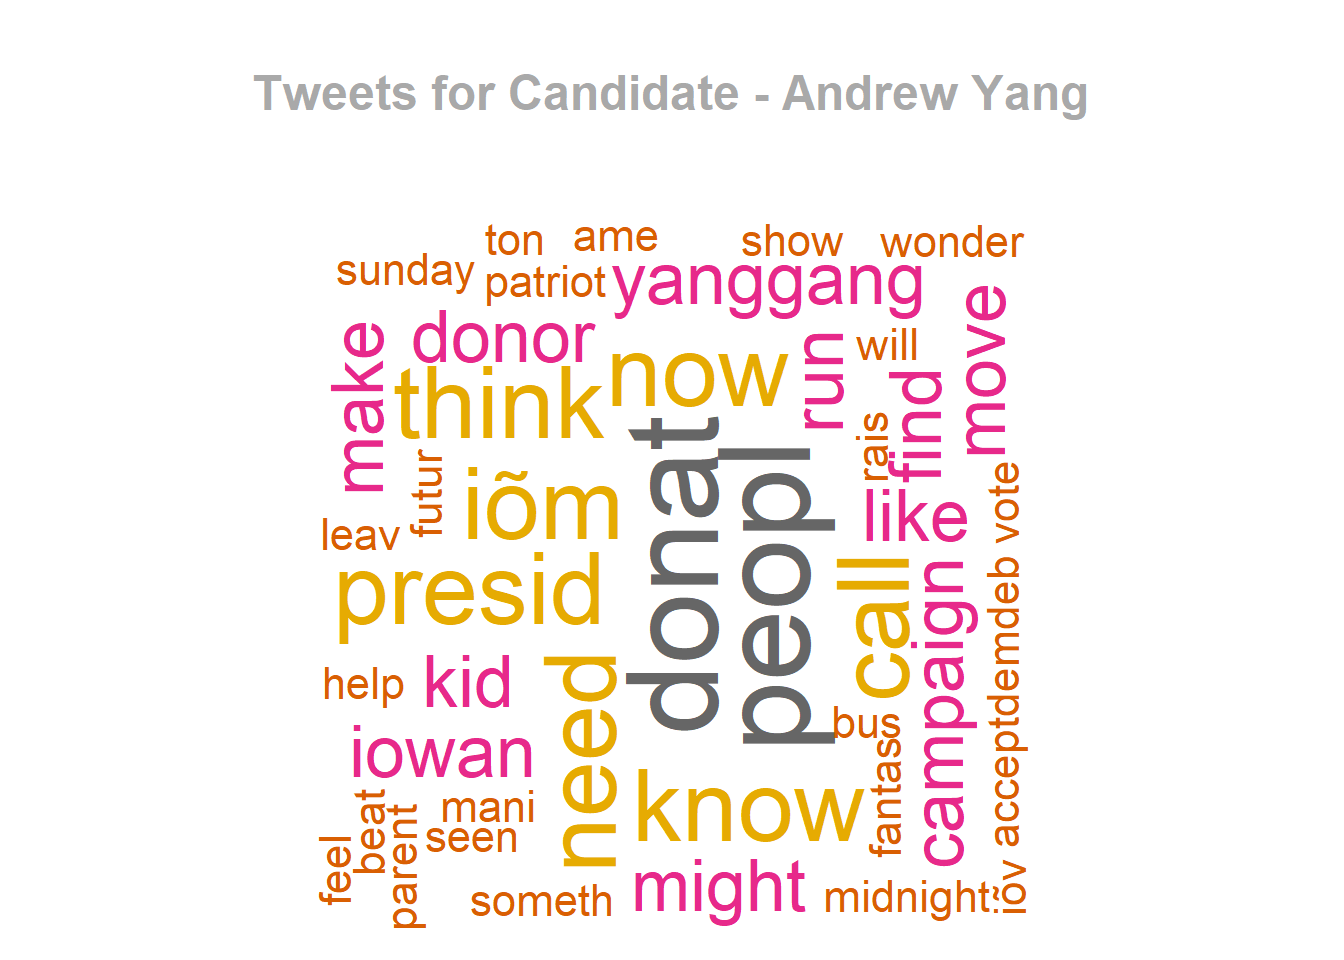 Tweets for Candidate - Andrew Yang
ton
ame
show
wonder
sunday
patriot
yanggang
make
donor
now
run
will
find
move
think
donat
peopl
rais
futur
iõm
like
vote
leav
presid
call
campaign
demdeb
help
kid
need
iowan
bus
accept
fantas
know
mani
beat
seen
parent
feel
someth
might
midnight
iõv